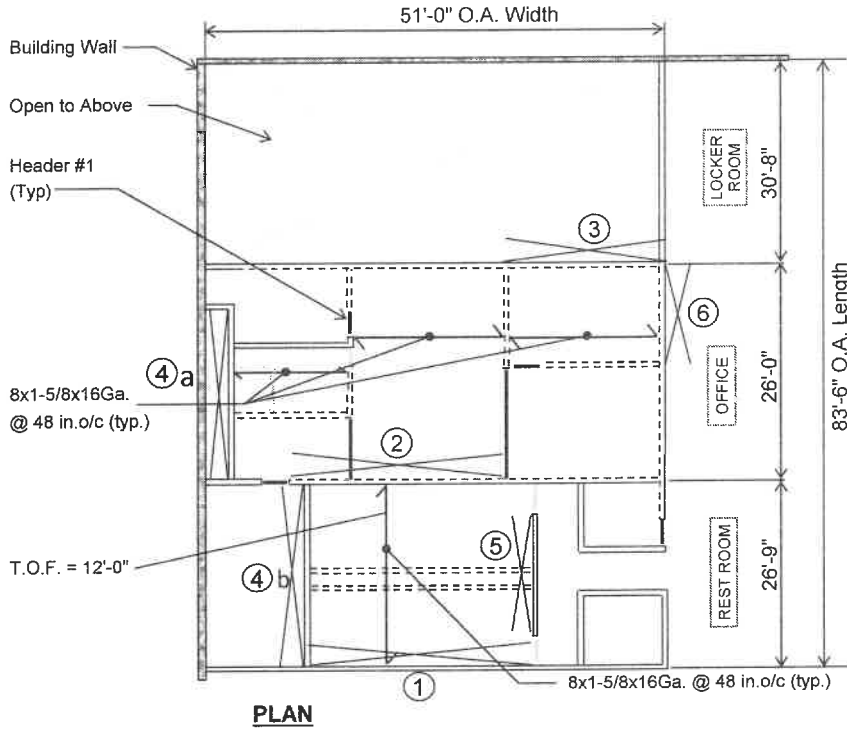 51'-0" O.A. Width
Building Wall
Open to Above
Header #1
(Typ)
LOCKER
ROOM
30'-8"
3
6
83'-6" O.A. Length
4 a
8x1-5/8x16Ga.
@ 48 in.o/c (typ.)
OFFICE
26'-0"
2
T.O.F. = 12'-0"
4 b
5
REST ROOM
26'-9"
1
8x1-5/8x16Ga. @ 48 in.o/c (typ.)
PLAN